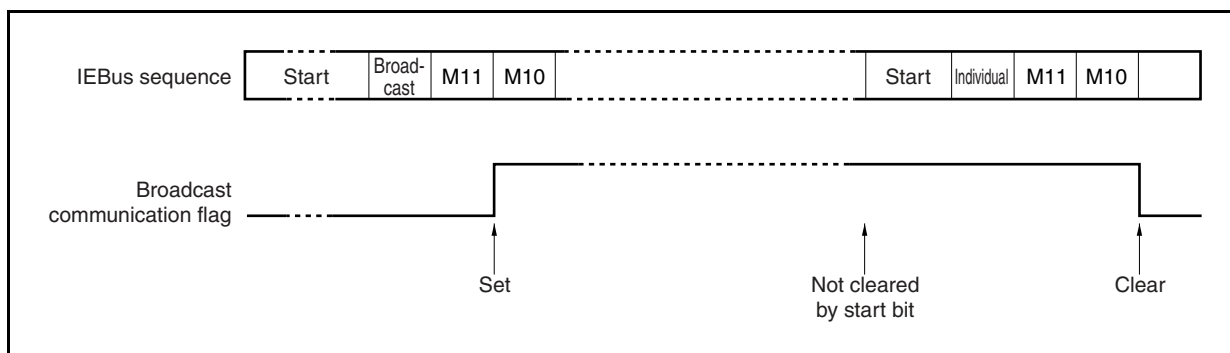 IEBus sequence
Start
Broad-
cast
M11
M10
Start
Individual
M11
M10
Broadcast
communication flag
Set
Not cleared
by start bit
Clear